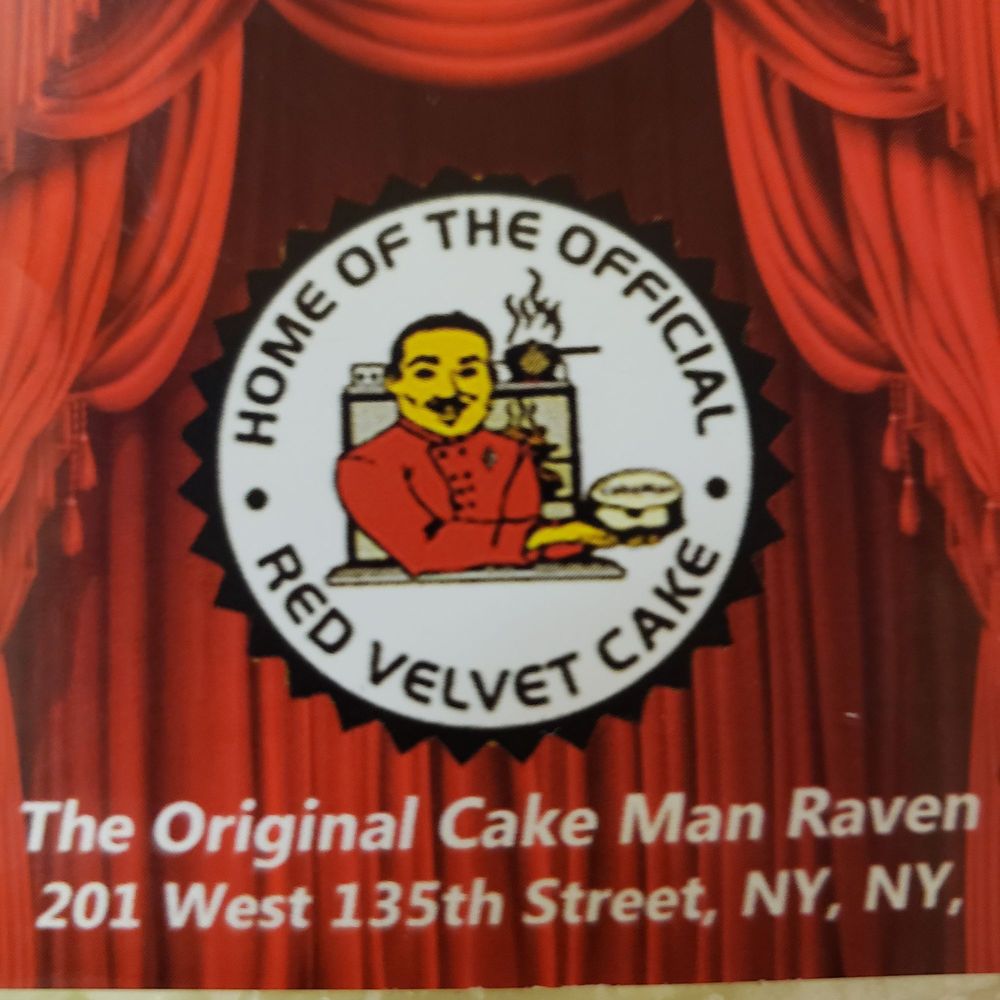 HOME OF THE OFFICIAL
RED VELVET CAKE
The Original Cake Man Raven
201 West 135th Street, NY, NY,